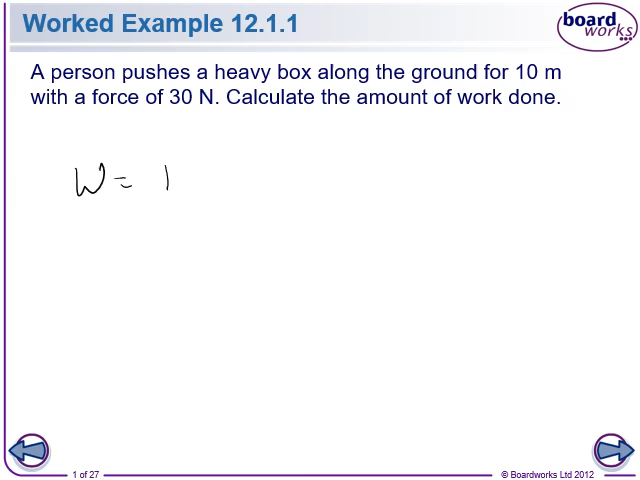 Worked Example 12.1.1
board
works
A person pushes a heavy box along the ground for 10 m
with a force of 30 N. Calculate the amount of work done.
W =
1 of 27
© Boardworks Ltd 2012